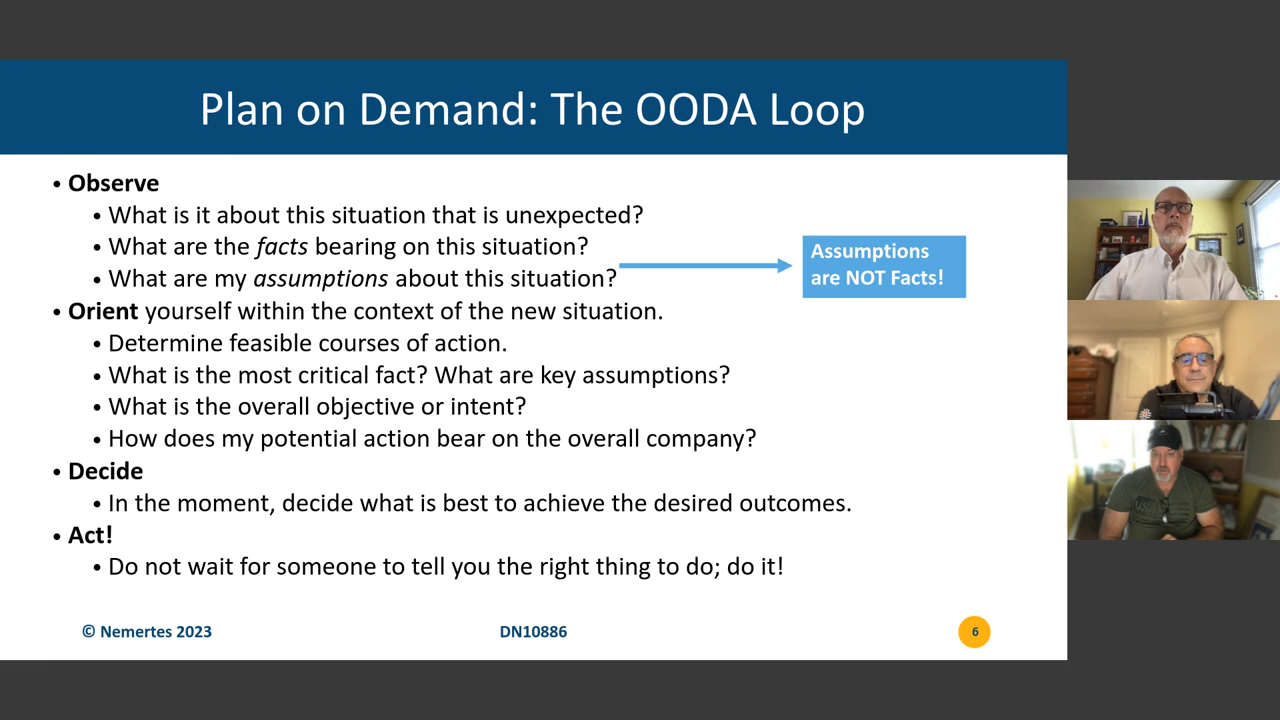 Plan on Demand: The OODA Loop
• Observe
• What is it about this situation that is unexpected?
• What are the facts bearing on this situation?
• What are my assumptions about this situation?
Assumptions
are NOT Facts!
• Orient yourself within the context of the new situation.
• Determine feasible courses of action.
• What is the most critical fact? What are key assumptions?
• What is the overall objective or intent?
• How does my potential action bear on the overall company?
• Decide
• In the moment, decide what is best to achieve the desired outcomes.
• Act!
• Do not wait for someone to tell you the right thing to do; do it!
© Nemertes 2023
DN10886
6